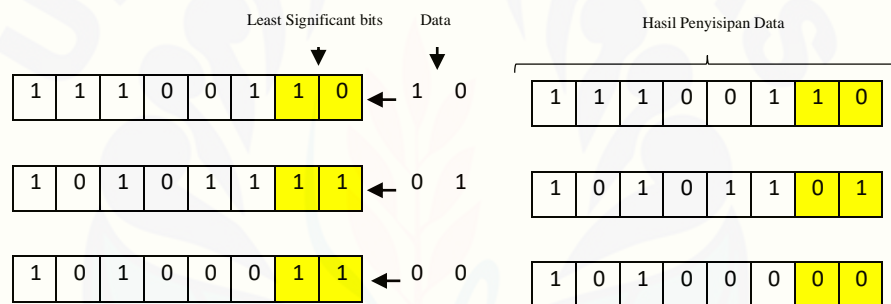 Least Significant bits Data Hasil Penyisipan Data
1 1 1 0 0 1 1 0 1 0 1 1 1 0 0 1 1 0
1 0 1 0 1 1 1 1 0 1 1 0 1 0 1 1 0 1
1 0 1 0 0 0 1 1 0 0 1 0 1 0 0 0 0 0